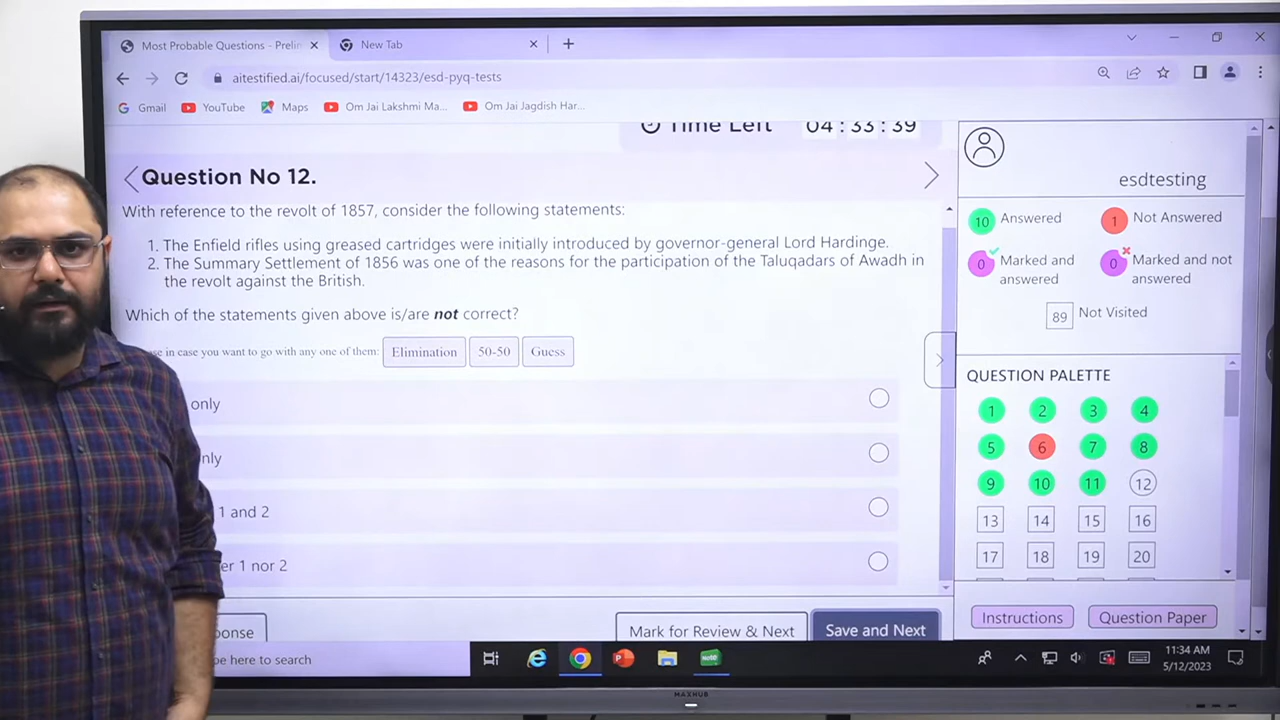 Most Probable Questions - Prelin
New Tab
aitestified.ai/focused/start/14323/esd-pyq-tests
Gmail
YouTube
Maps
Om Jai Lakshmi Ma...
Om Jai Jagdish Har...
Time Left 04 : 33 : 39
Question No 12.
With reference to the revolt of 1857, consider the following statements:
1. The Enfield rifles using greased cartridges were initially introduced by governor-general Lord Hardinge.
2. The Summary Settlement of 1856 was one of the reasons for the participation of the Taluqadars of Awadh in
the revolt against the British.
Which of the statements given above is/are not correct?
se in case you want to go with any one of them: Elimination 50-50 Guess
only
nly
1 and 2
er 1 nor 2
ponse
Mark for Review & Next
Save and Next
esdtesting
10 Answered
1 Not Answered
0 Marked and
answered
0 Marked and not
answered
89 Not Visited
QUESTION PALETTE
1 2 3 4
5 6 7 8
9 10 11 12
13 14 15 16
17 18 19 20
Instructions
Question Paper
pe here to search
11:34 AM
5/12/2023
MAXHUB